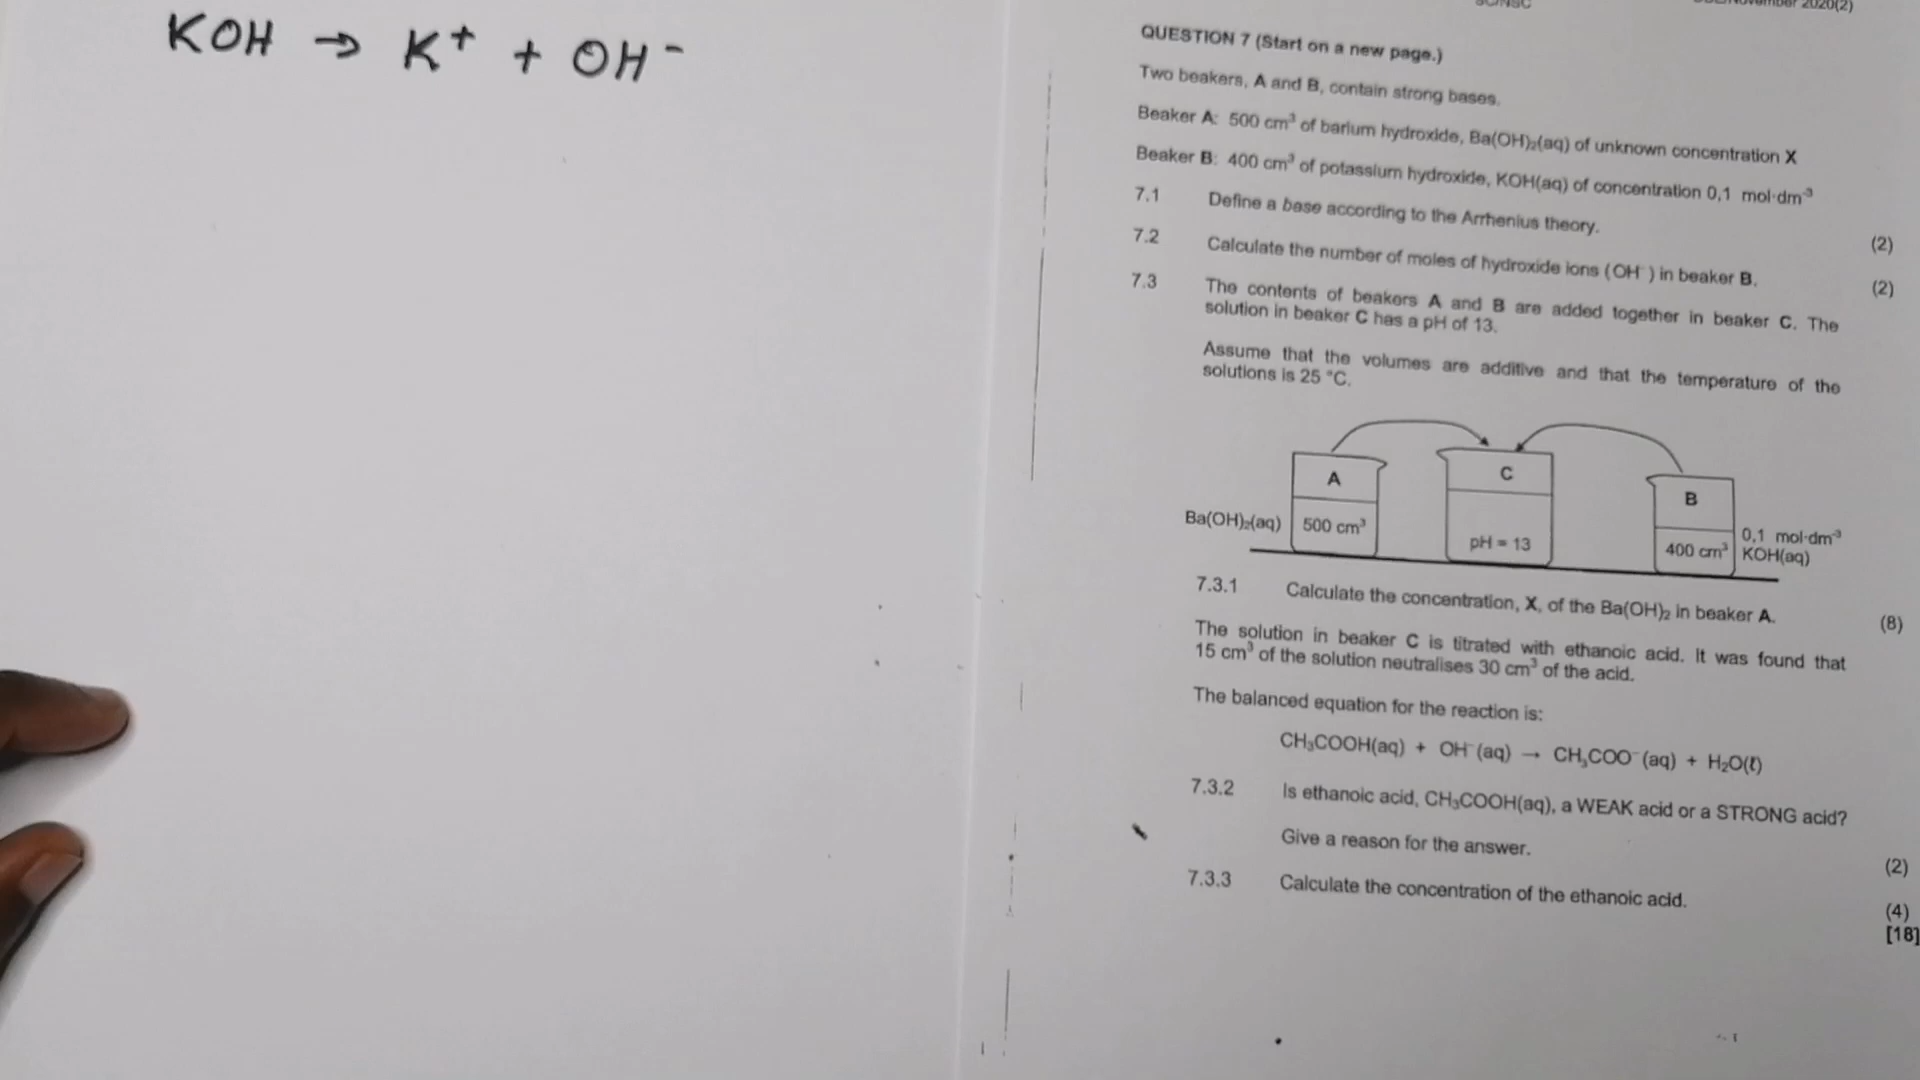 KOH → K⁺ + OH⁻
QUESTION 7 (Start on a new page.)
Two beakers, A and B, contain strong bases.
Beaker A: 500 cm³ of barium hydroxide, Ba(OH)₂(aq) of unknown concentration X
Beaker B: 400 cm³ of potassium hydroxide, KOH(aq) of concentration 0,1 mol·dm⁻³
7.1 Define a base according to the Arrhenius theory. (2)
7.2 Calculate the number of moles of hydroxide ions (OH⁻) in beaker B. (2)
7.3 The contents of beakers A and B are added together in beaker C. The
solution in beaker C has a pH of 13.
Assume that the volumes are additive and that the temperature of the
solutions is 25 °C.
A
C
B
Ba(OH)₂(aq)
500 cm³
pH = 13
400 cm³
0,1 mol·dm⁻³
KOH(aq)
7.3.1 Calculate the concentration, X, of the Ba(OH)₂ in beaker A. (8)
The solution in beaker C is titrated with ethanoic acid. It was found that
15 cm³ of the solution neutralises 30 cm³ of the acid.
The balanced equation for the reaction is:
CH₃COOH(aq) + OH⁻(aq) → CH₃COO⁻(aq) + H₂O(ℓ)
7.3.2 Is ethanoic acid, CH₃COOH(aq), a WEAK acid or a STRONG acid?
Give a reason for the answer. (2)
7.3.3 Calculate the concentration of the ethanoic acid. (4)
[18]